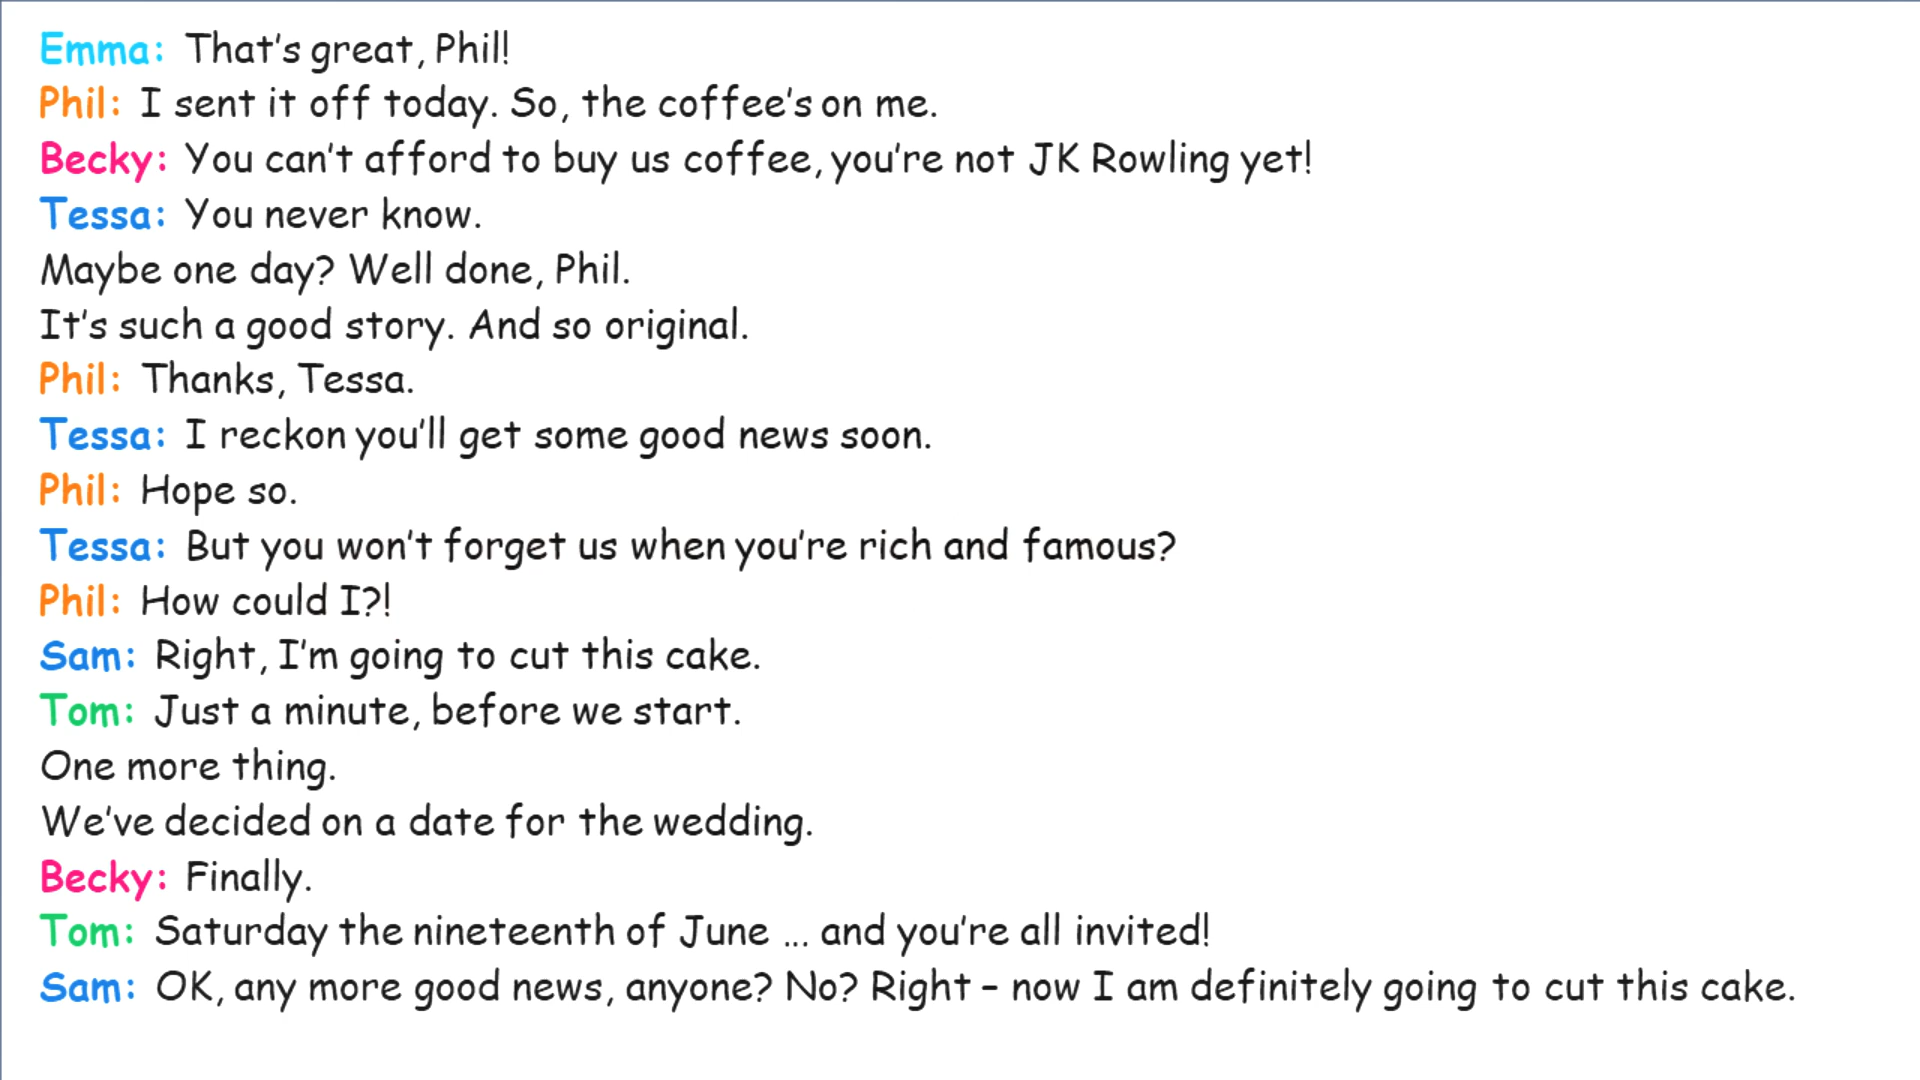 Emma: That's great, Phil!
Phil: I sent it off today. So, the coffee's on me.
Becky: You can't afford to buy us coffee, you're not JK Rowling yet!
Tessa: You never know.
Maybe one day? Well done, Phil.
It's such a good story. And so original.
Phil: Thanks, Tessa.
Tessa: I reckon you'll get some good news soon.
Phil: Hope so.
Tessa: But you won't forget us when you're rich and famous?
Phil: How could I?!
Sam: Right, I'm going to cut this cake.
Tom: Just a minute, before we start.
One more thing.
We've decided on a date for the wedding.
Becky: Finally.
Tom: Saturday the nineteenth of June ... and you're all invited!
Sam: OK, any more good news, anyone? No? Right – now I am definitely going to cut this cake.